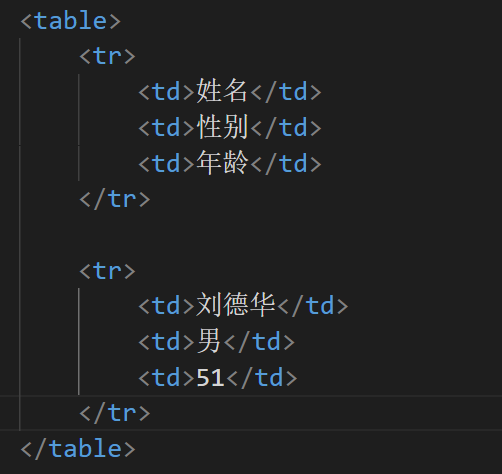 <table>
<tr>
<td>姓名</td>
<td>性别</td>
<td>年龄</td>
</tr>
<tr>
<td>刘德华</td>
<td>男</td>
<td>51</td>
</tr>
</table>